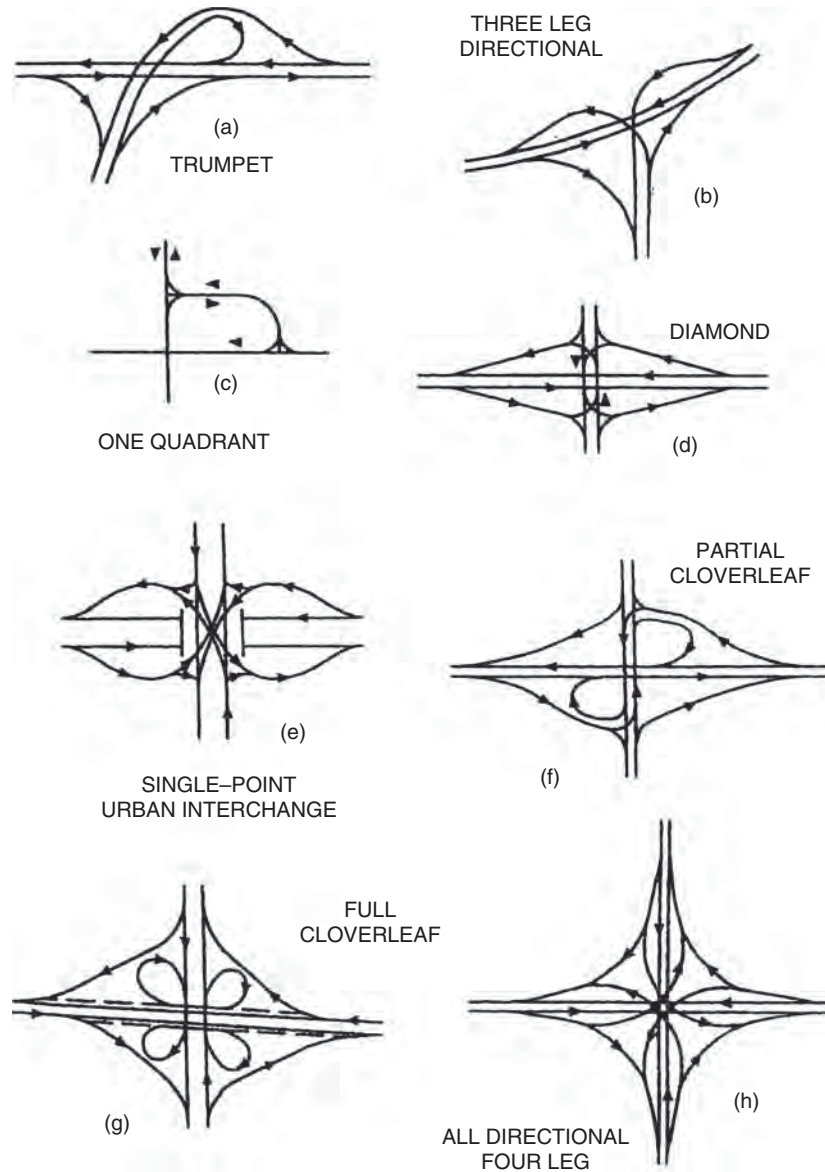 (a)
TRUMPET
THREE LEG
DIRECTIONAL
(b)
(c)
ONE QUADRANT
DIAMOND
(d)
(e)
SINGLE–POINT
URBAN INTERCHANGE
PARTIAL
CLOVERLEAF
(f)
FULL
CLOVERLEAF
(g)
(h)
ALL DIRECTIONAL
FOUR LEG